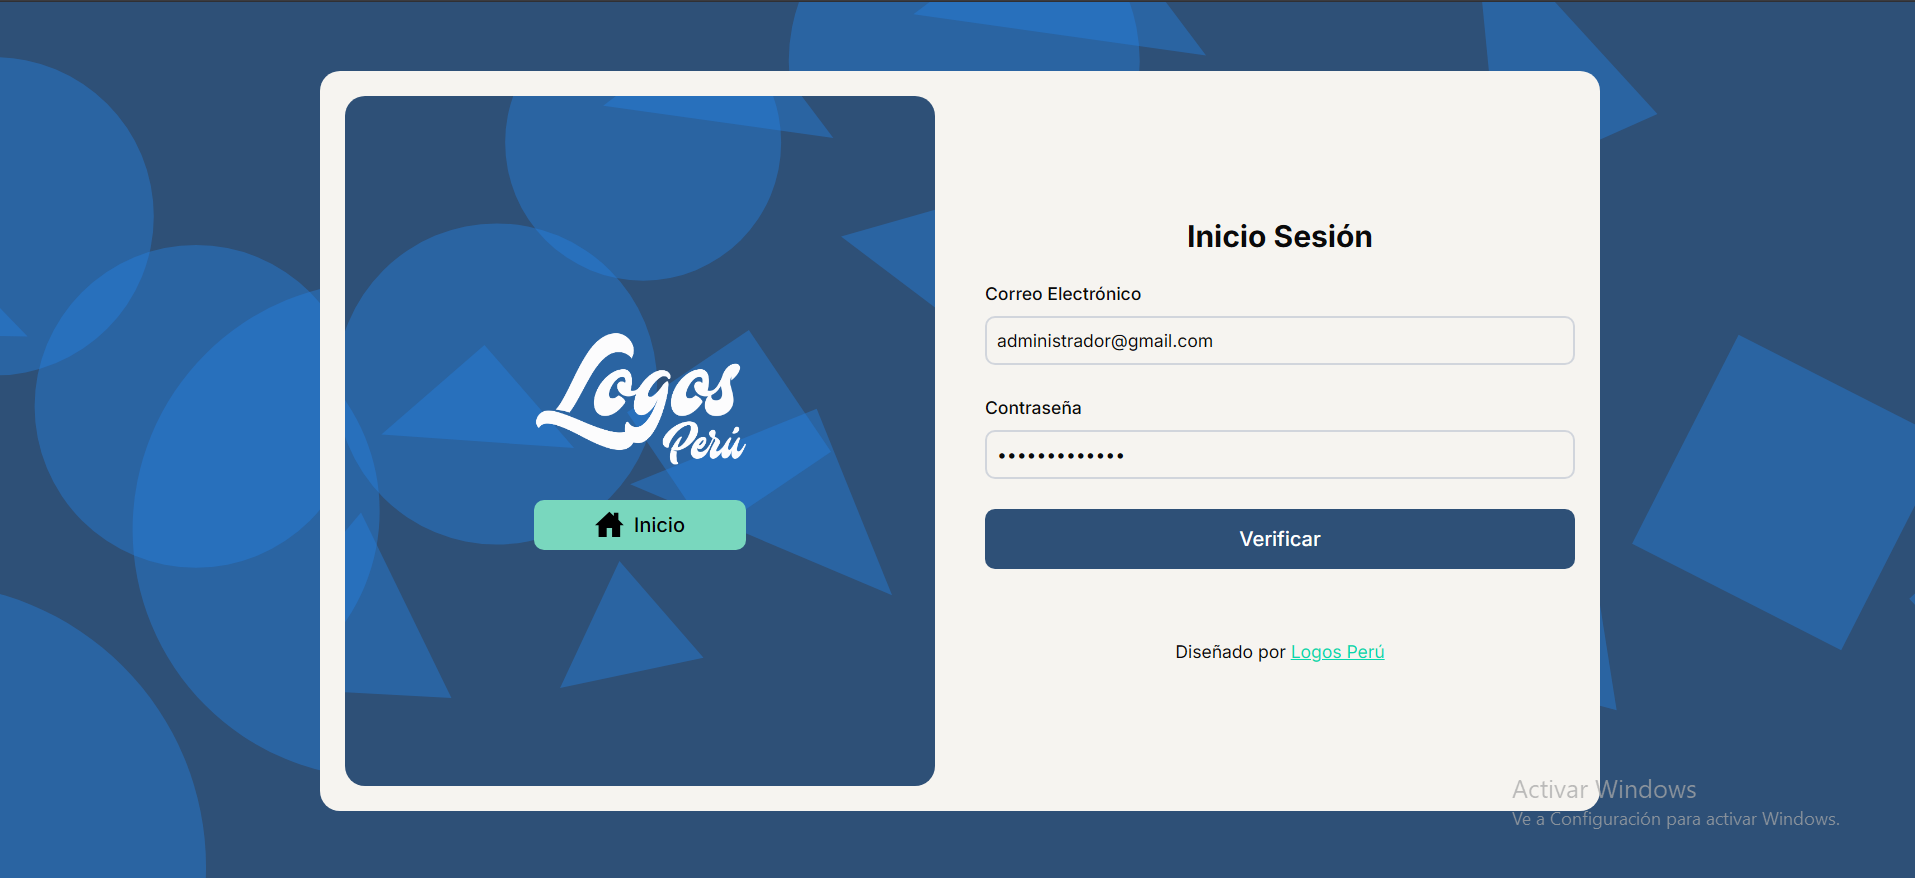 Logos
Perú
Inicio
Inicio Sesión
Correo Electrónico
administrador@gmail.com
Contraseña
•••••••••••••
Verificar
Diseñado por Logos Perú
Activar Windows
Ve a Configuración para activar Windows.